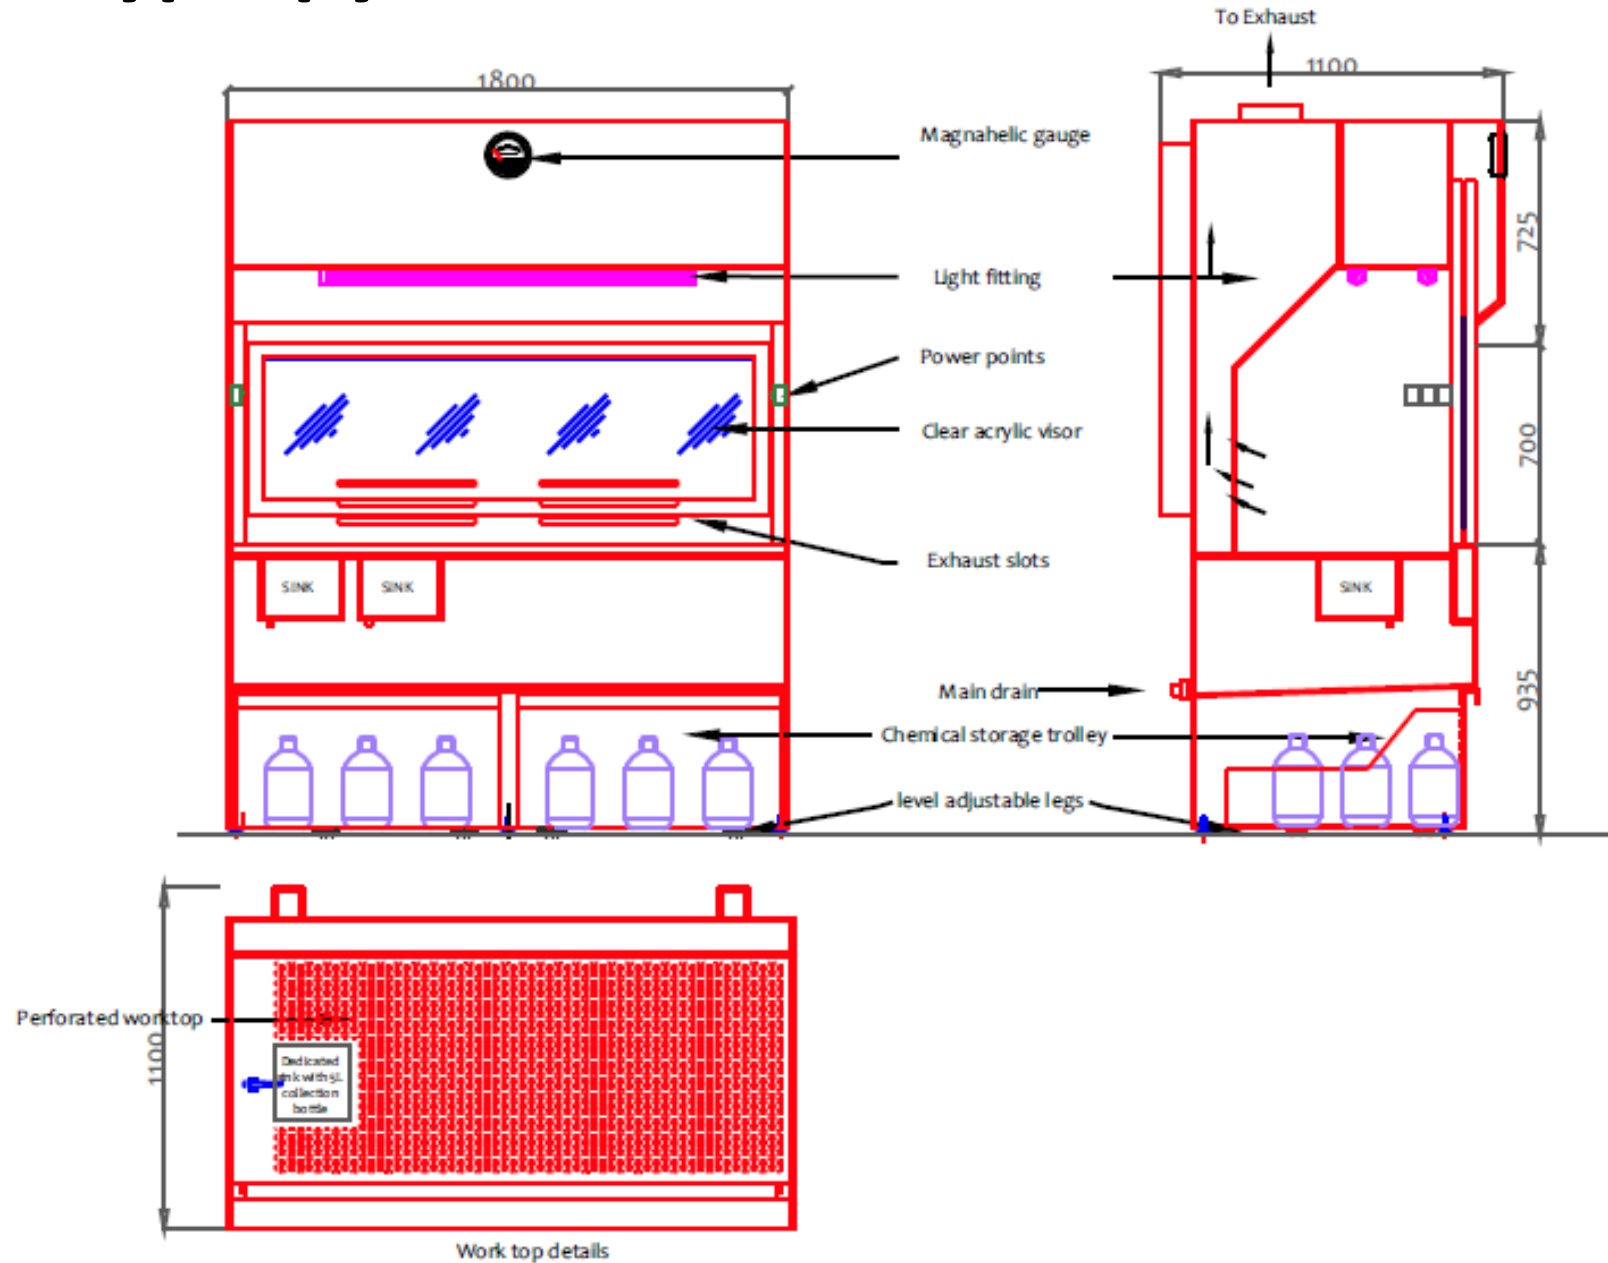 To Exhaust
1800
1100
Magnahelic gauge
725
Light fitting
Power points
Clear acrylic visor
700
Exhaust slots
SINK
SINK
SINK
Main drain
935
Chemical storage trolley
level adjustable legs
Perforated worktop
1100
Dedicated
sink with 5L
collection
bottle
Work top details